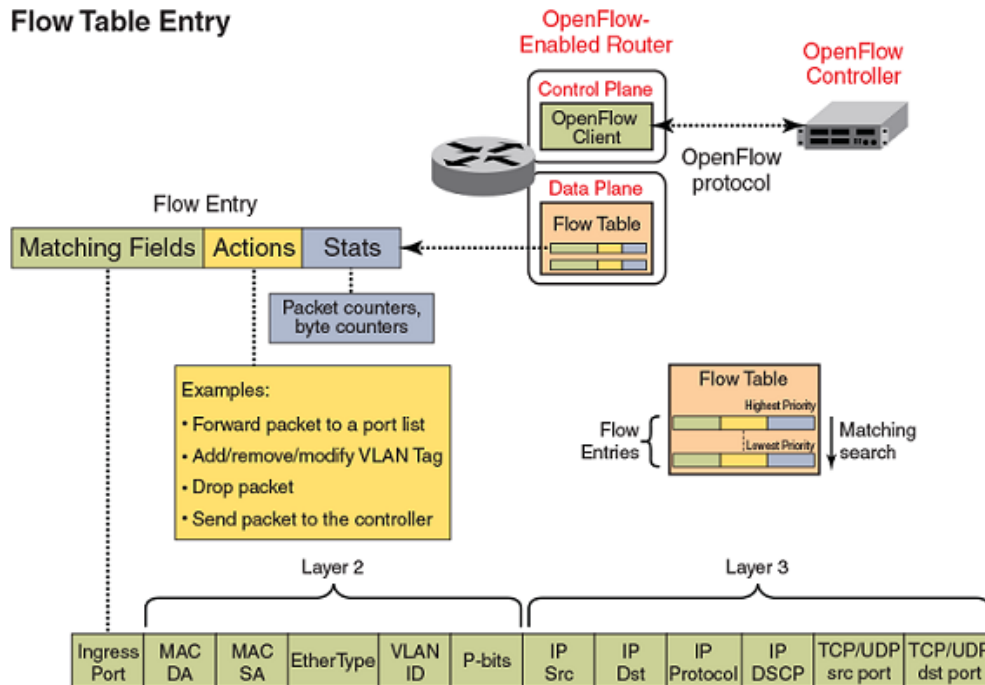 Flow Table Entry
OpenFlow-
Enabled Router
OpenFlow
Controller
Control Plane
OpenFlow
Client
OpenFlow
protocol
Data Plane
Flow Table
Flow Entry
Matching Fields
Actions
Stats
Packet counters,
byte counters
Examples:
• Forward packet to a port list
• Add/remove/modify VLAN Tag
• Drop packet
• Send packet to the controller
Flow Table
Highest Priority
Lowest Priority
Flow
Entries
Matching
search
Layer 2
Layer 3
Ingress
Port
MAC
DA
MAC
SA
EtherType
VLAN
ID
P-bits
IP
Src
IP
Dst
IP
Protocol
IP
DSCP
TCP/UDP
src port
TCP/UDP
dst port